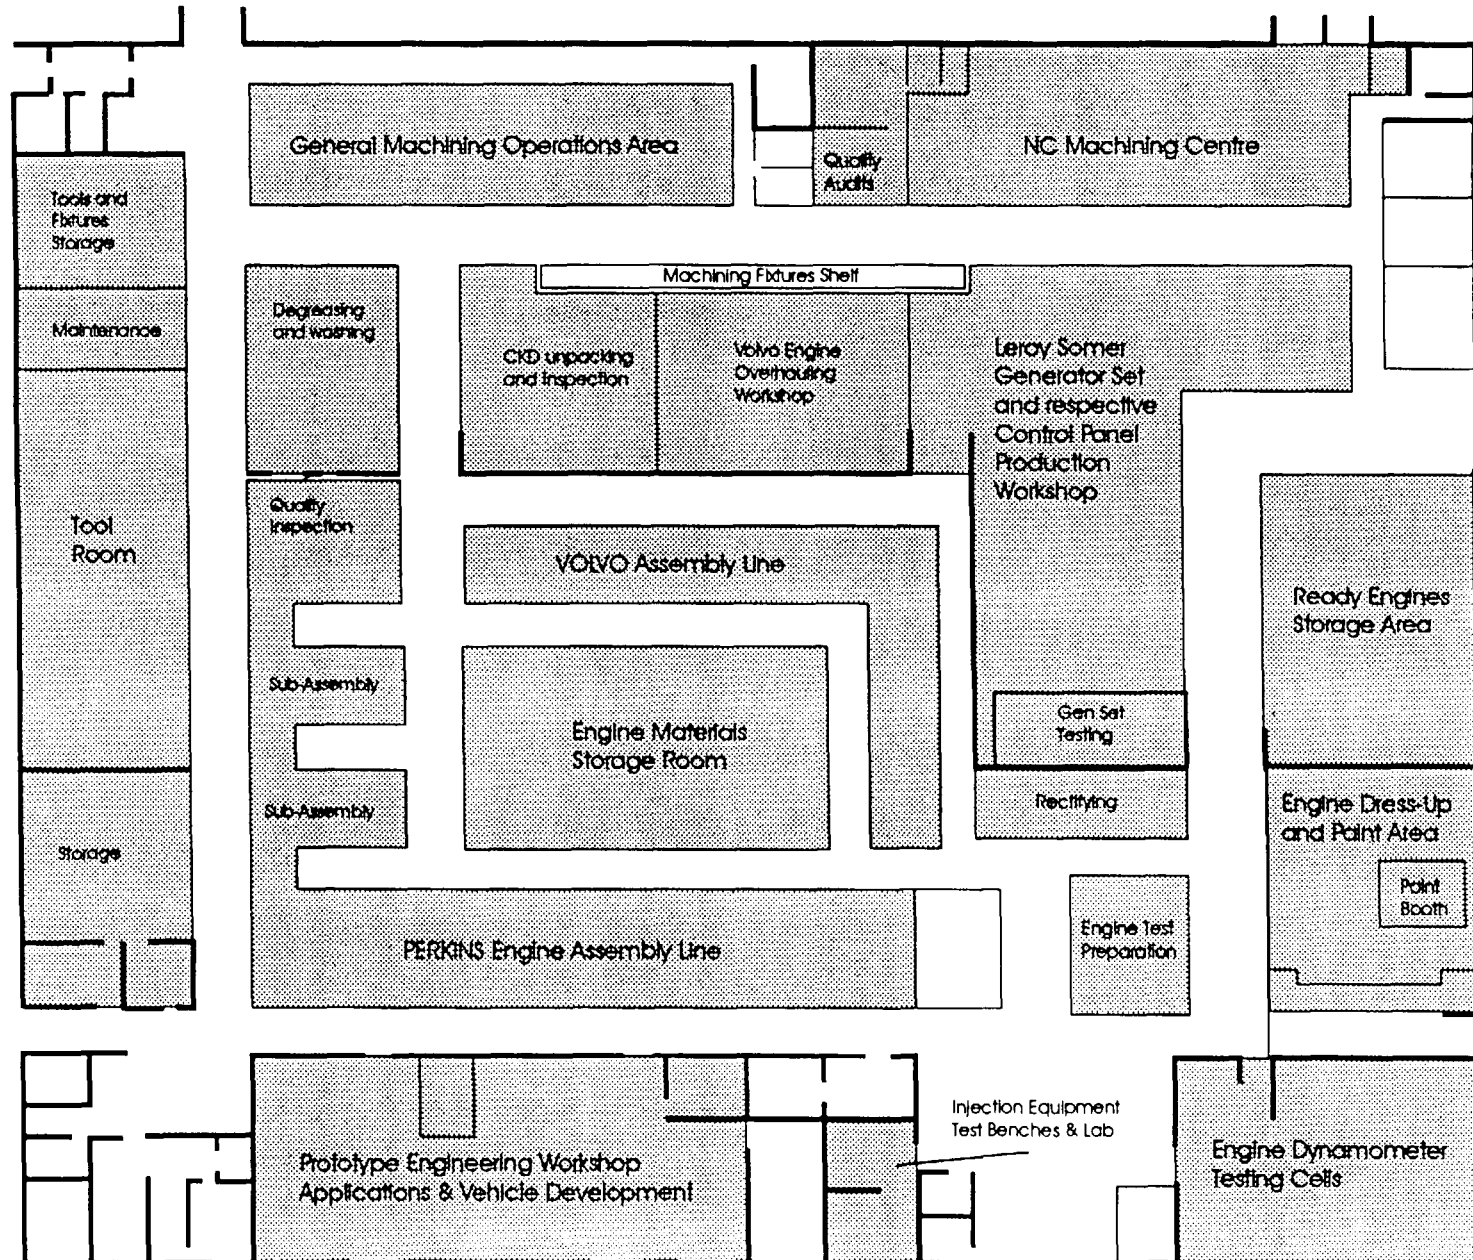 General Machining Operations Area
NC Machining Centre
Quality
Audits
Tools and
Fixtures
Storage
Machining Fixtures Shelf
Degreasing
and washing
Maintenance
CKD unpacking
and Inspection
Volvo Engine
Overhauling
Workshop
Leroy Somer
Generator Set
and respective
Control Panel
Production
Workshop
Quality
Inspection
Tool
Room
VOLVO Assembly Line
Ready Engines
Storage Area
Sub-Assembly
Engine Materials
Storage Room
Gen Set
Testing
Sub-Assembly
Rectifying
Engine Dress-Up
and Paint Area
Storage
Paint
Booth
PERKINS Engine Assembly Line
Engine Test
Preparation
Injection Equipment
Test Benches & Lab
Prototype Engineering Workshop
Applications & Vehicle Development
Engine Dynamometer
Testing Cells